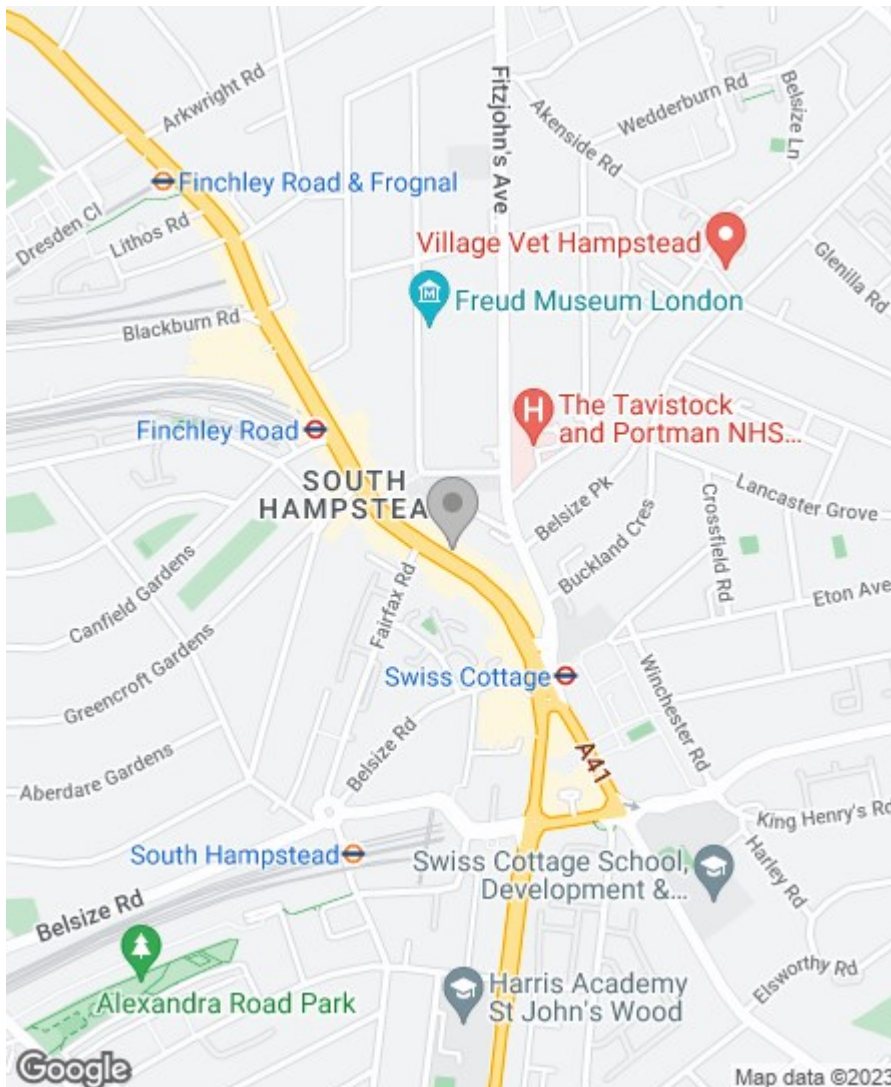 Arkwright Rd
Fitzjohn's Ave
Akenside Rd
Wedderburn Rd
Belsize Ln
Finchley Road & Frognal
Dresden Cl
Lithos Rd
Village Vet Hampstead
Glenilla Rd
Freud Museum London
Blackburn Rd
H
The Tavistock
and Portman NHS...
Finchley Road
SOUTH
HAMPSTEA
Belsize Pk
Lancaster Grove
Buckland Cres
Crossfield Rd
Canfield Gardens
Fairfax Rd
Eton Ave
Greencroft Gardens
Swiss Cottage
Winchester Rd
Belsize Rd
A41
Aberdare Gardens
King Henry's Rd
South Hampstead
Swiss Cottage School,
Development &...
Harley Rd
Belsize Rd
Elsworthy Rd
Alexandra Road Park
Harris Academy
St John's Wood
Google
Map data ©2023
M